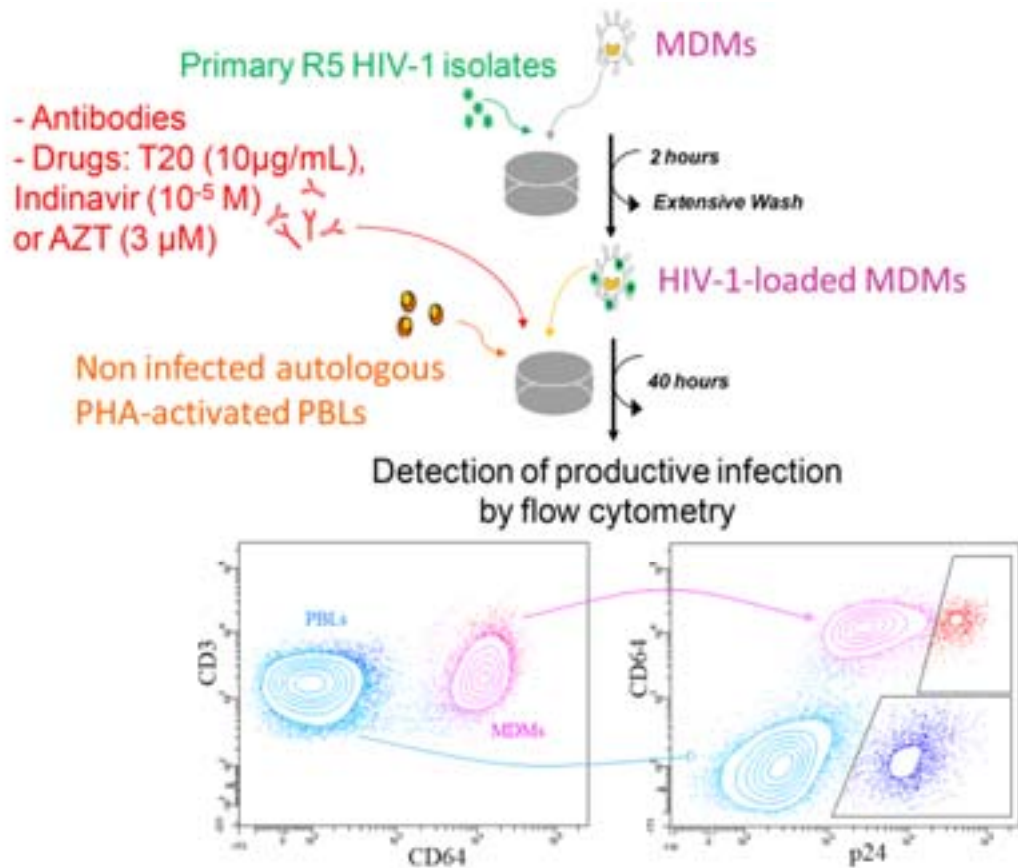 MDMs
Primary R5 HIV-1 isolates
- Antibodies
- Drugs: T20 (10µg/mL),
Indinavir (10⁻⁵ M)
or AZT (3 µM)
2 hours
Extensive Wash
HIV-1-loaded MDMs
Non infected autologous
PHA-activated PBLs
40 hours
Detection of productive infection
by flow cytometry
PBLs
MDMs
CD3
CD64
CD64
p24